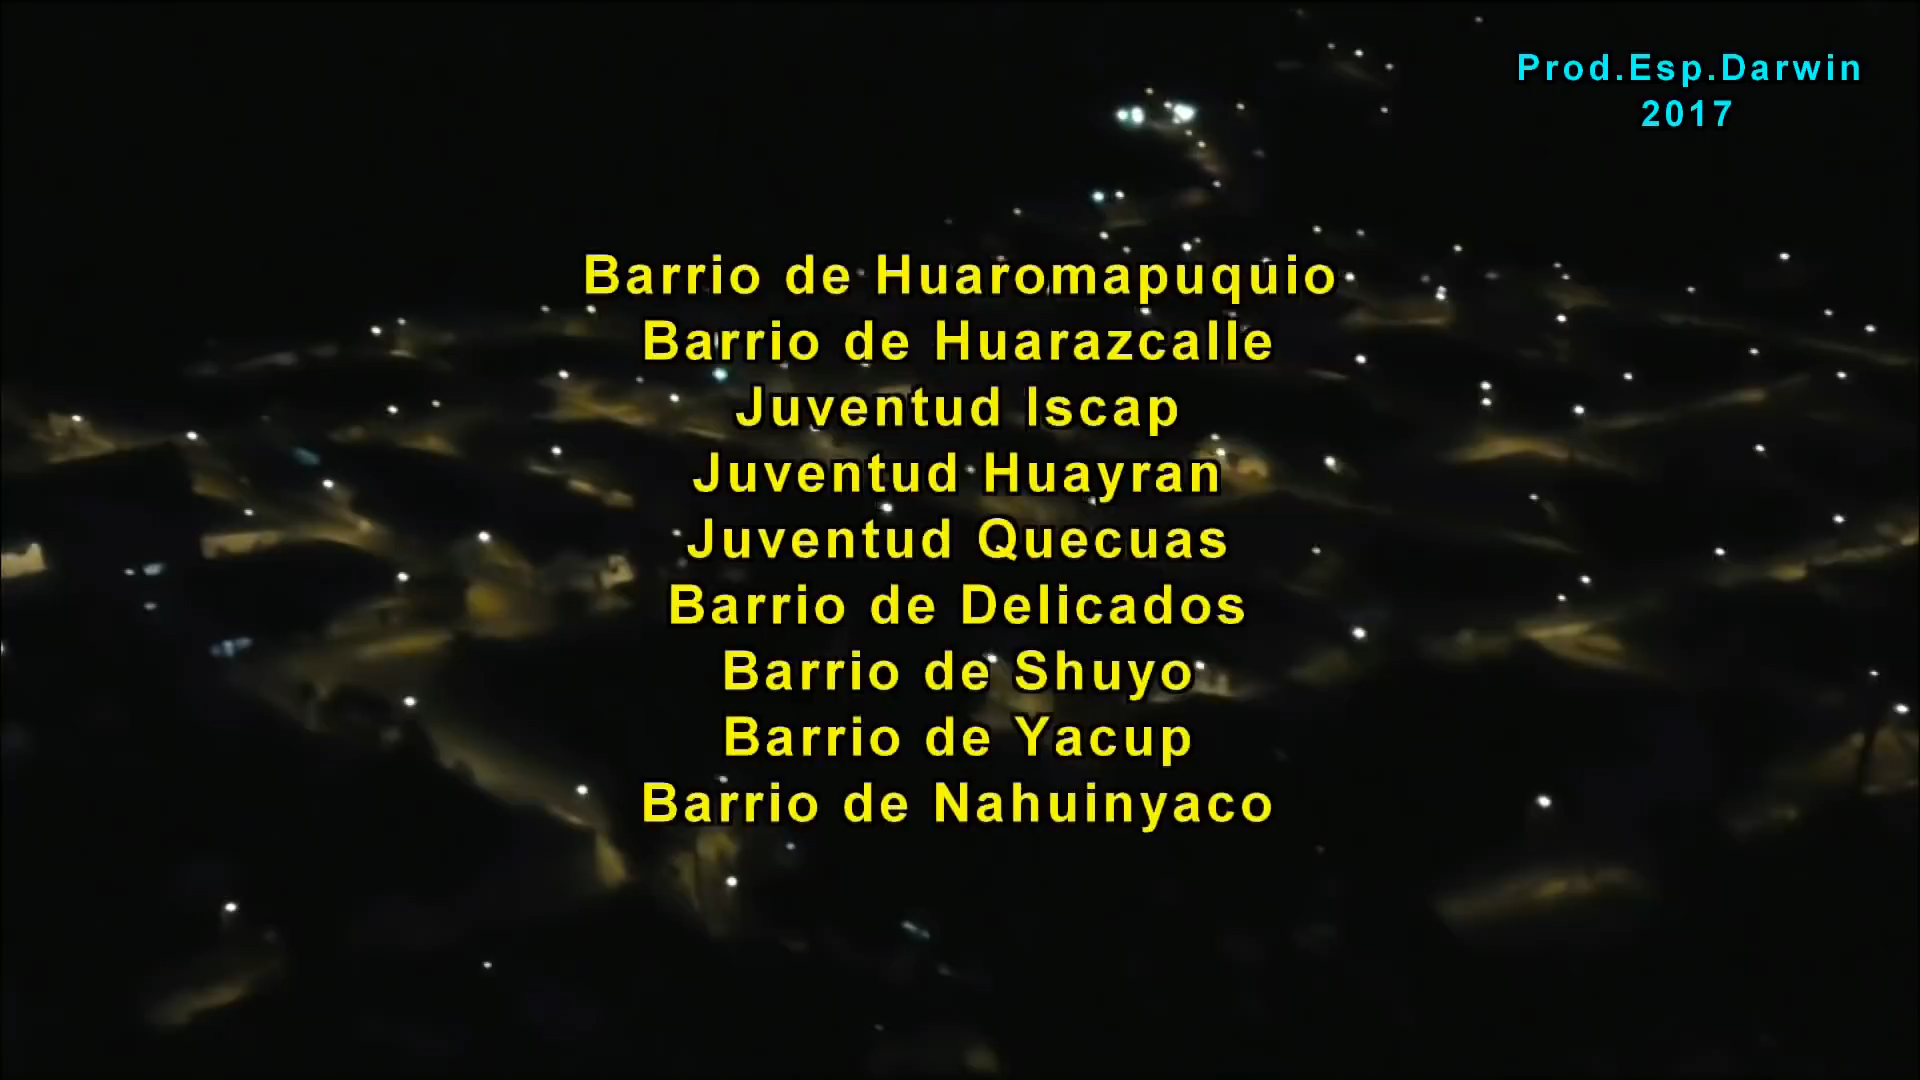 Prod.Esp.Darwin
2017
Barrio de Huaromapuquio
Barrio de Huarazcalle
Juventud Iscap
Juventud Huayran
Juventud Quecuas
Barrio de Delicados
Barrio de Shuyo
Barrio de Yacup
Barrio de Nahuinyaco